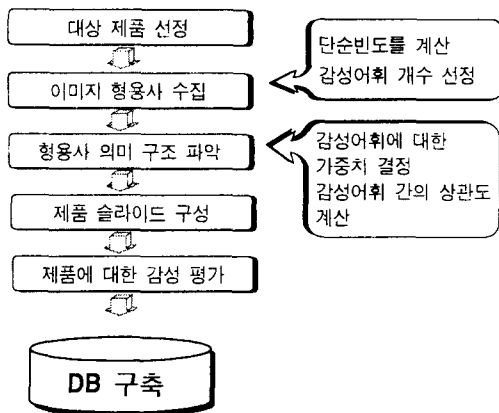 대상 제품 선정
이미지 형용사 수집
단순빈도률 계산
감성어휘 개수 선정
형용사 의미 구조 파악
감성어휘에 대한
가중치 결정
감성어휘 간의 상관도
계산
제품 슬라이드 구성
제품에 대한 감성 평가
DB 구축